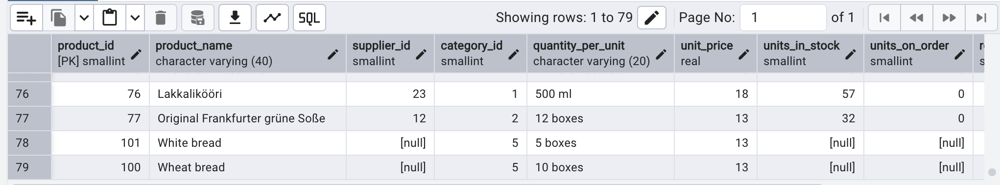 SQL Showing rows: 1 to 79 Page No: 1 of 1
product_id product_name supplier_id category_id quantity_per_unit unit_price units_in_stock units_on_order
[PK] smallint character varying (40) smallint smallint character varying (20) real smallint smallint
76 76 Lakkalikööri 23 1 500 ml 18 57 0
77 77 Original Frankfurter grüne Soße 12 2 12 boxes 13 32 0
78 101 White bread [null] 5 5 boxes 13 [null] [null]
79 100 Wheat bread [null] 5 10 boxes 13 [null] [null]